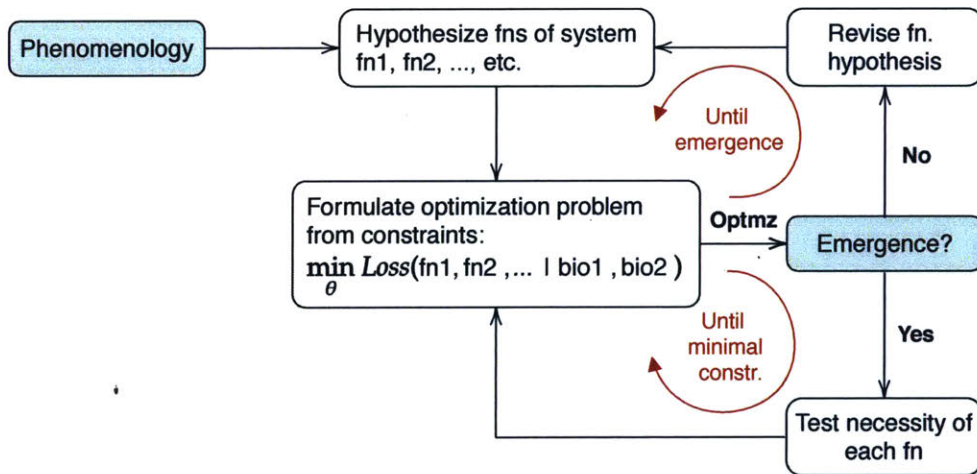 Phenomenology
Hypothesize fns of system
fn1, fn2, ..., etc.
Revise fn.
hypothesis
Until
emergence
No
Formulate optimization problem
from constraints:
min Loss(fn1, fn2 ,... | bio1 , bio2 )
θ
Optmz
Emergence?
Until
minimal
constr.
Yes
Test necessity of
each fn